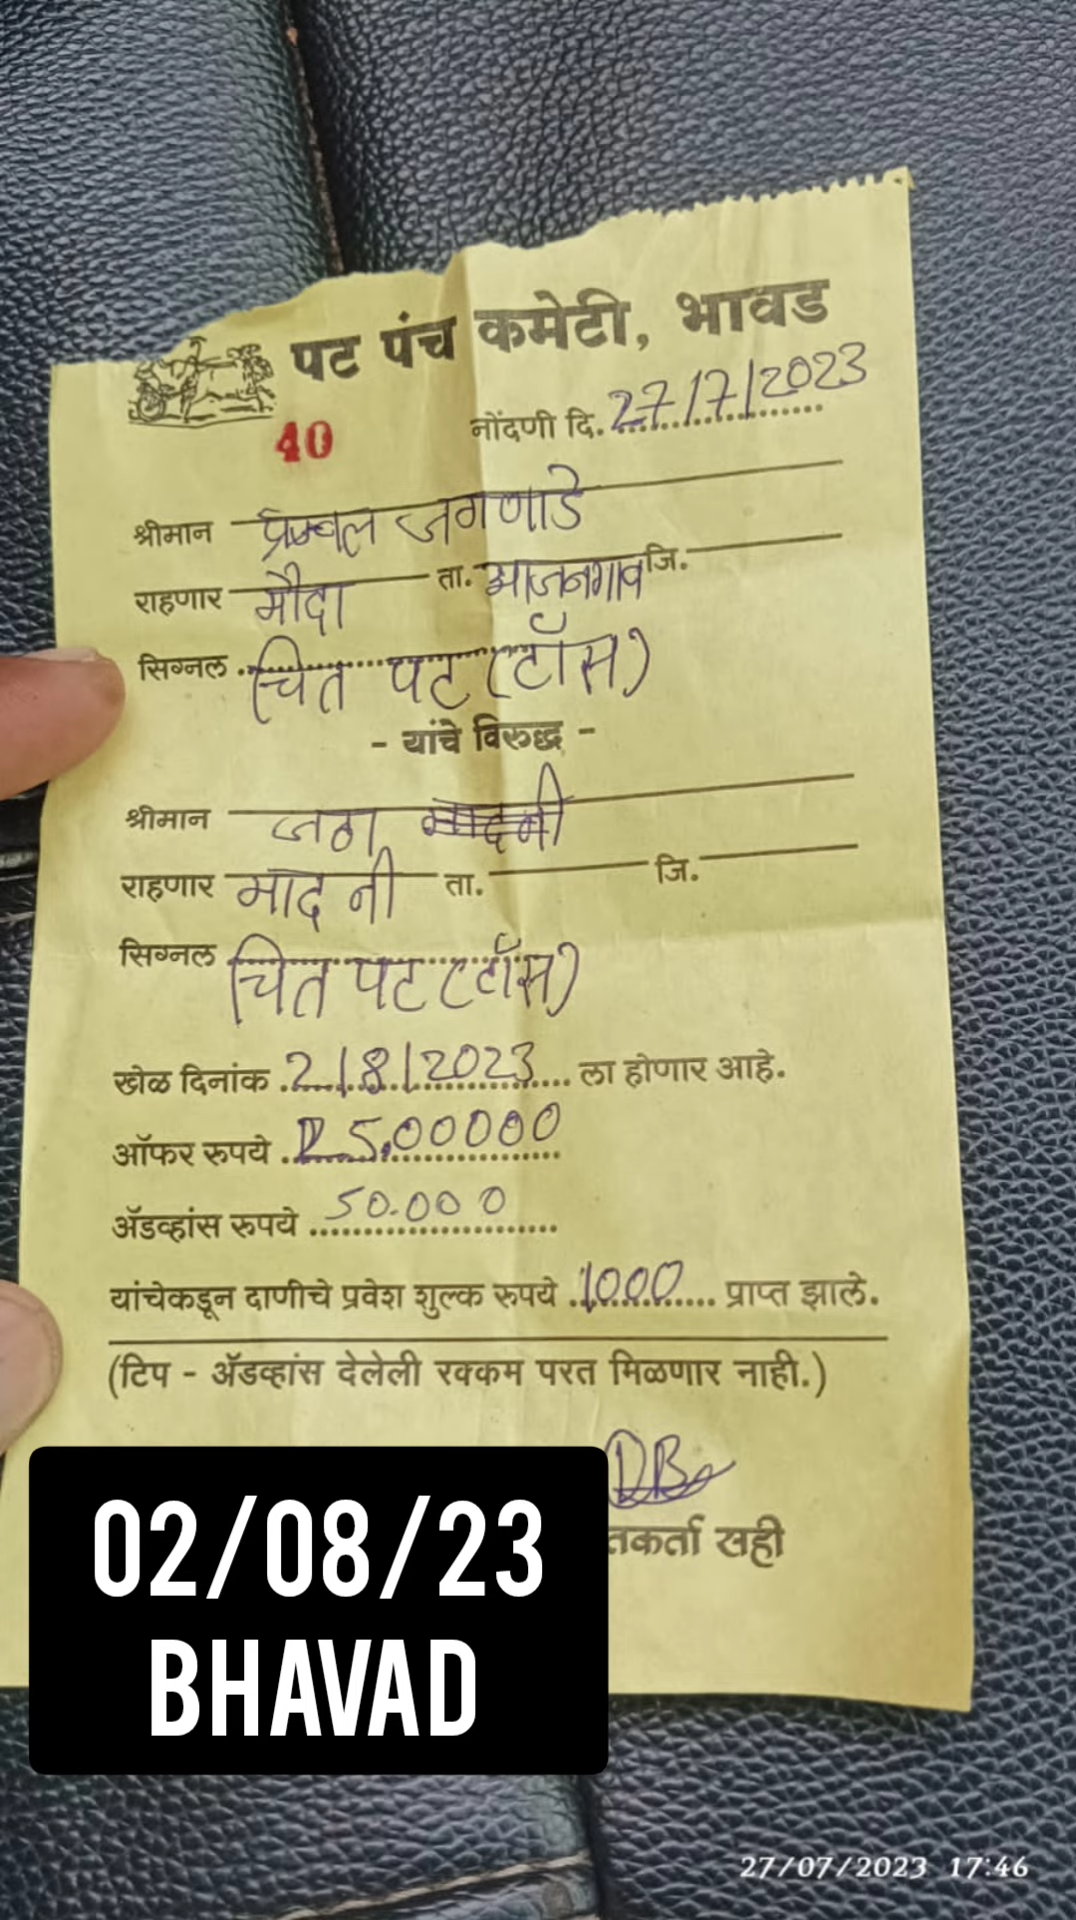 पट पंच कमेटी, भावड
40
नोंदणी दि. 27/7/2023
श्रीमान प्रज्वल जगणाडे
राहणार मौदा ता. आजनगाव जि.
सिग्नल चित पट (टॉस)
- यांचे विरुद्ध -
श्रीमान जगा
राहणार मादनी ता. जि.
सिग्नल चित पट (टॉस)
खेळ दिनांक 2/8/2023 ला होणार आहे.
ऑफर रुपये 5,00000
ॲडव्हांस रुपये 50.000
यांचेकडून दाणीचे प्रवेश शुल्क रुपये 1000 प्राप्त झाले.
(टिप - ॲडव्हांस देलेली रक्कम परत मिळणार नाही.)
तकर्ता सही
02/08/23
BHAVAD
27/07/2023 17:46